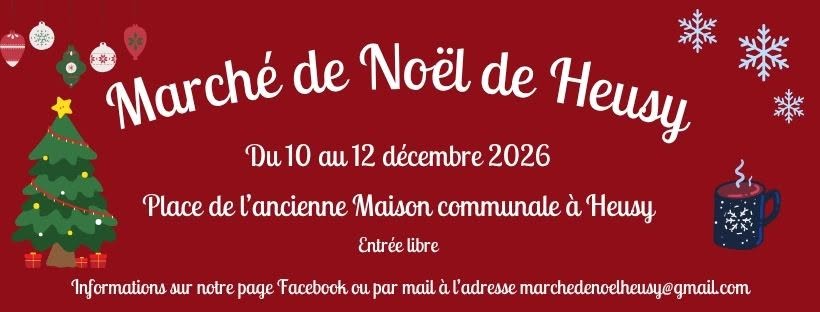 Marché de Noël de Heusy
Du 10 au 12 décembre 2026
Place de l'ancienne Maison communale à Heusy
Entrée libre
Informations sur notre page Facebook ou par mail à l'adresse marchedenoelheusy@gmail.com